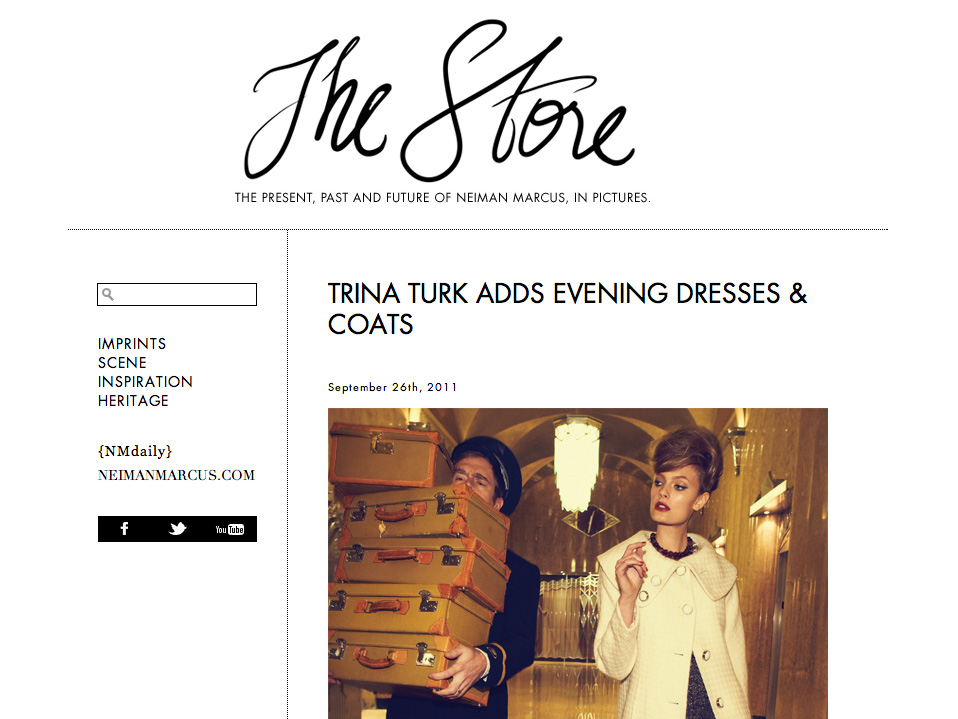 The Store
THE PRESENT, PAST AND FUTURE OF NEIMAN MARCUS, IN PICTURES.
TRINA TURK ADDS EVENING DRESSES &
COATS
September 26th, 2011
IMPRINTS
SCENE
INSPIRATION
HERITAGE
{NMdaily}
NEIMANMARCUS.COM
f
YouTube